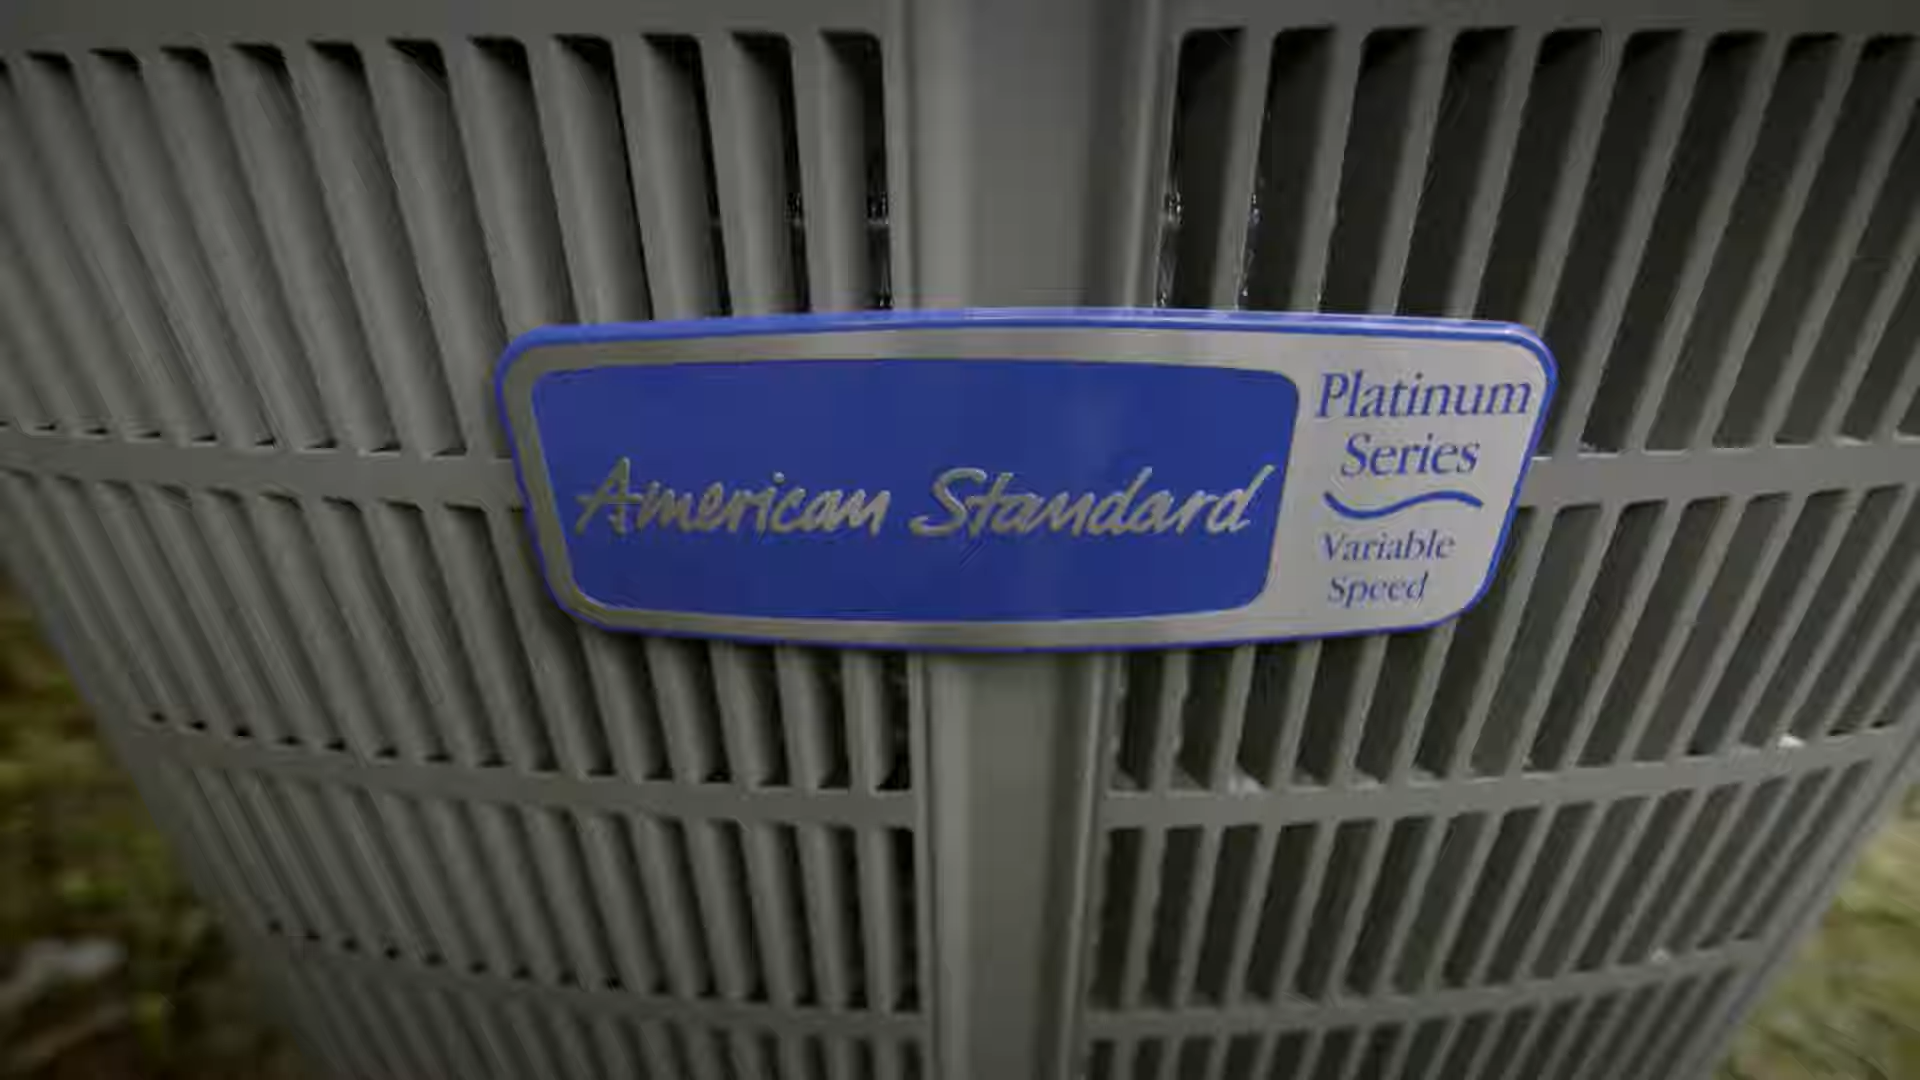 American Standard
Platinum
Series
Variable
Speed